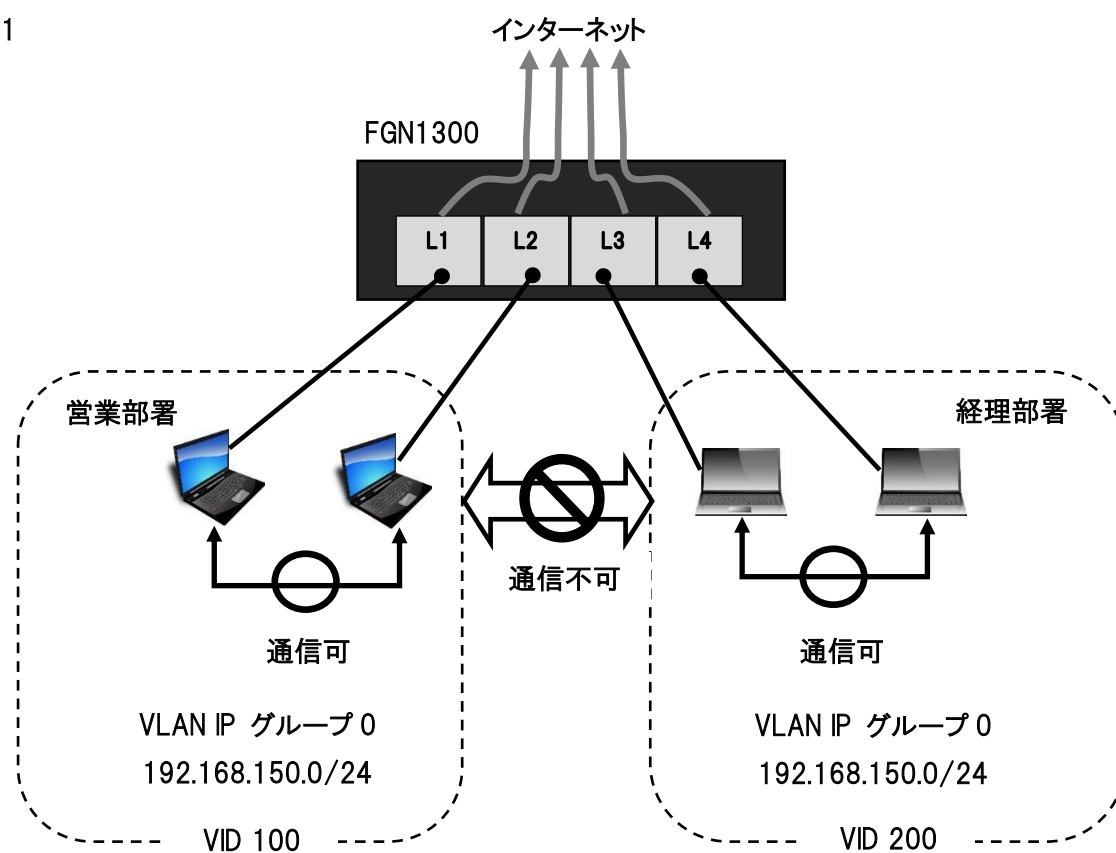 1
インターネット
FGN1300
L1 L2 L3 L4
営業部署
経理部署
通信不可
通信可
通信可
VLAN IP グループ 0
192.168.150.0/24
VID 100
VLAN IP グループ 0
192.168.150.0/24
VID 200